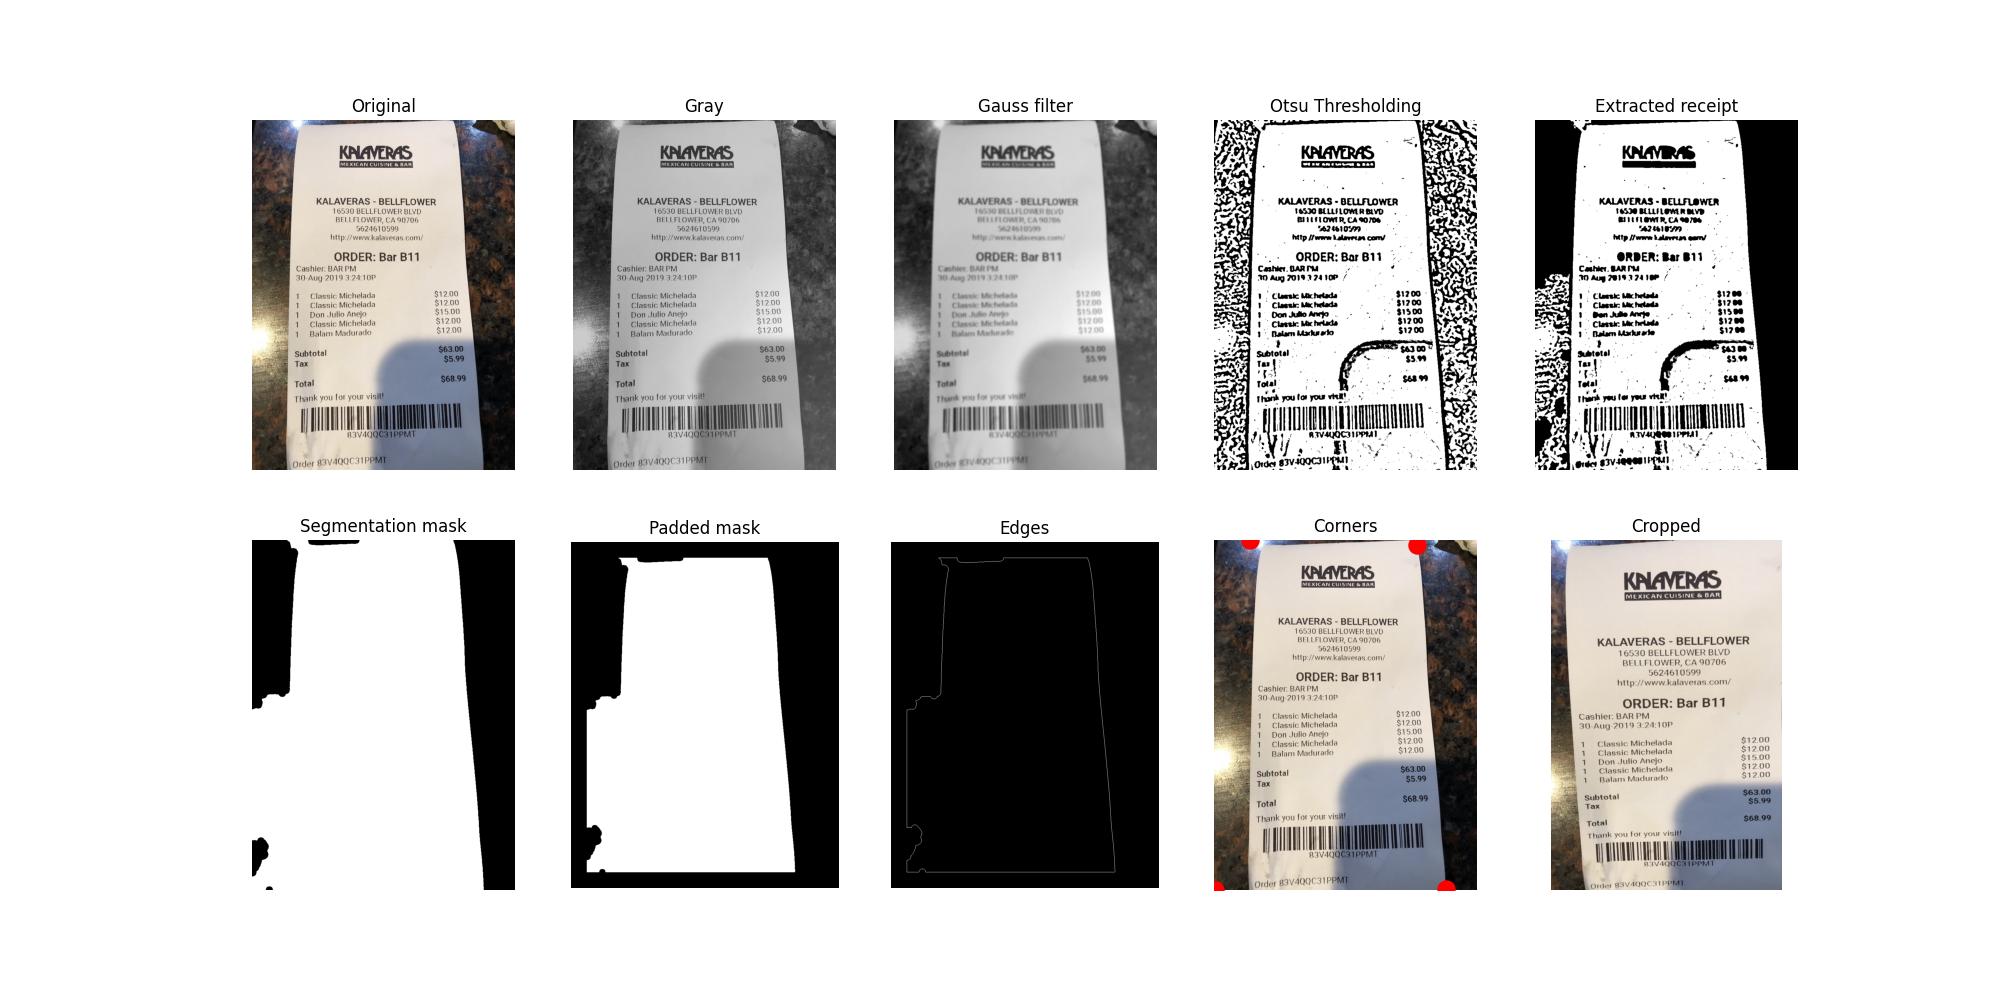 Original
KALAVERAS
MEXICAN CUISINE & BAR
KALAVERAS - BELLFLOWER
16530 BELLFLOWER BLVD
BELLFLOWER, CA 90706
5624610599
http://www.kalaveras.com/
ORDER: Bar B11
Cashier: BAR PM
30-Aug-2019 3:24:10P
1 Classic Michelada $12.00
1 Classic Michelada $12.00
1 Don Julio Anejo $15.00
1 Classic Michelada $12.00
1 Balam Madurado $12.00
Subtotal $63.00
Tax $5.99
Total $68.99
Thank you for your visit!
83V4QQC31PPMT
Order 83V4QQC31PPMT
Gray
KALAVERAS
MEXICAN CUISINE & BAR
KALAVERAS - BELLFLOWER
16530 BELLFLOWER BLVD
BELLFLOWER, CA 90706
5624610599
http://www.kalaveras.com/
ORDER: Bar B11
Cashier: BAR PM
30-Aug-2019 3:24:10P
1 Classic Michelada $12.00
1 Classic Michelada $12.00
1 Don Julio Anejo $15.00
1 Classic Michelada $12.00
1 Balam Madurado $12.00
Subtotal $63.00
Tax $5.99
Total $68.99
Thank you for your visit!
83V4QQC31PPMT
Order 83V4QQC31PPMT
Gauss filter
KALAVERAS
MEXICAN CUISINE & BAR
KALAVERAS - BELLFLOWER
16530 BELLFLOWER BLVD
BELLFLOWER, CA 90706
5624610599
http://www.kalaveras.com/
ORDER: Bar B11
Cashier: BAR PM
30-Aug-2019 3:24:10P
1 Classic Michelada $12.00
1 Classic Michelada $12.00
1 Don Julio Anejo $15.00
1 Classic Michelada $12.00
1 Balam Madurado $12.00
Subtotal $63.00
Tax $5.99
Total $68.99
Thank you for your visit!
83V4QQC31PPMT
Order 83V4QQC31PPMT
Otsu Thresholding
KALAVERAS
MEXICAN CUISINE & BAR
KALAVERAS - BELLFLOWER
16530 BELLFLOWER BLVD
BELLFLOWER, CA 90706
5624610599
http://www.kalaveras.com/
ORDER: Bar B11
Cashier: BAR PM
30 Aug 2019 3 24 10P
1 Classic Michelada $12 00
1 Classic Michelada $12.00
1 Don Julio Anejo $15 00
1 Classic Michelada $12.00
1 Balam Madurado $12.00
Subtotal $63 00
Tax $5.99
Total $68.99
Thank you for your visit!
83V4QQC31PPMT
Order 83V4QQC31PPMT
Extracted receipt
KALAVERAS
KALAVERAS - BELLFLOWER
16530 BELLFLOWER BLVD
BELLFLOWER, CA 90706
5624610599
http://www.kalaveras.com/
ORDER: Bar B11
Cashier: BAR PM
30 Aug 2019 3 24 10P
1 Classic Michelada $12.00
1 Classic Michelada $12.00
Don Julio Anejo $15.00
1 Classic Michelada $12.00
1 Balam Madurado $12.00
Subtotal $63 00
Tax $5.99
Total $68 99
Thank you for your visit!
Order
Segmentation mask
Padded mask
Edges
Corners
KALAVERAS
MEXICAN CUISINE & BAR
KALAVERAS - BELLFLOWER
16530 BELLFLOWER BLVD
BELLFLOWER, CA 90706
5624610599
http://www.kalaveras.com/
ORDER: Bar B11
Cashier: BAR PM
30-Aug-2019 3:24:10P
1 Classic Michelada $12.00
1 Classic Michelada $12.00
1 Don Julio Anejo $15.00
1 Classic Michelada $12.00
1 Balam Madurado $12.00
Subtotal $63.00
Tax $5.99
Total $68.99
Thank you for your visit!
83V4QQC31PPMT
Order 83V4QQC31PPMT
Cropped
KALAVERAS
MEXICAN CUISINE & BAR
KALAVERAS - BELLFLOWER
16530 BELLFLOWER BLVD
BELLFLOWER, CA 90706
5624610599
http://www.kalaveras.com/
ORDER: Bar B11
Cashier: BAR PM
30-Aug-2019 3:24:10P
1 Classic Michelada $12.00
1 Classic Michelada $12.00
1 Don Julio Anejo $15.00
1 Classic Michelada $12.00
1 Balam Madurado $12.00
Subtotal $63.00
Tax $5.99
Total $68.99
Thank you for your visit!
83V4QQC31PPMT
Order 83V4QQC31PPMT